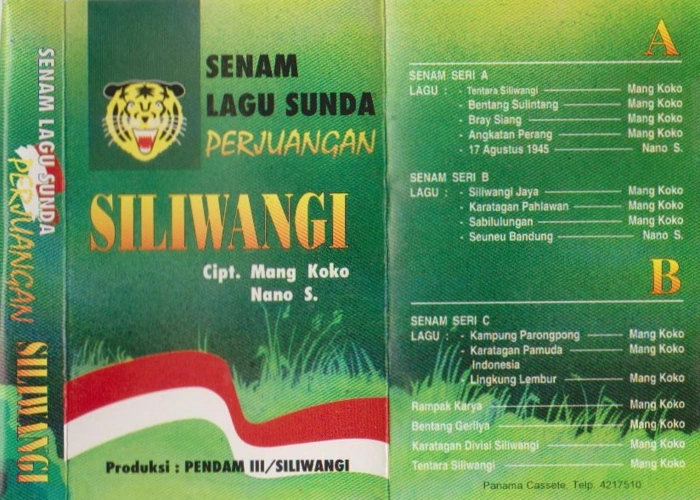 SENAM LAGU SUNDA
PERJUANGAN SILIWANGI
SENAM
LAGU SUNDA
PERJUANGAN
SILIWANGI
Cipt. Mang Koko
Nano S.
Produksi : PENDAM III/SILIWANGI
A
SENAM SERI A
LAGU : - Tentara Siliwangi Mang Koko
- Bentang Sulintang Mang Koko
- Bray Siang Mang Koko
- Angkatan Perang Mang Koko
- 17 Agustus 1945 Nano S.
SENAM SERI B
LAGU : - Siliwangi Jaya Mang Koko
- Karatagan Pahlawan Mang Koko
- Sabilulungan Mang Koko
- Seuneu Bandung Nano S.
B
SENAM SERI C
LAGU : - Kampung Parongpong Mang Koko
- Karatagan Pamuda Mang Koko
Indonesia
- Lingkung Lembur Mang Koko
Rampak Karya Mang Koko
Bentang Gerilya Mang Koko
Karatagan Divisi Siliwangi Mang Koko
Tentara Siliwangi Mang Koko
Panama Cassete, Telp. 4217510